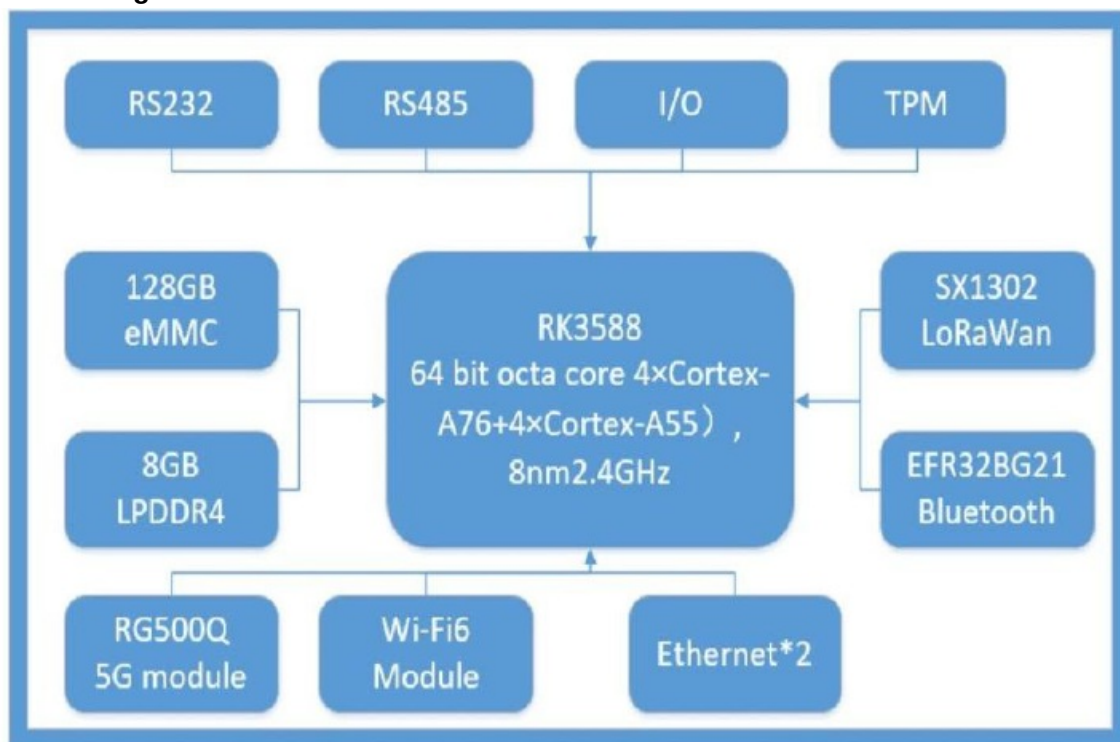 RS232
RS485
I/O
TPM
128GB
eMMC
RK3588
64 bit octa core 4×Cortex-
A76+4×Cortex-A55），
8nm2.4GHz
SX1302
LoRaWan
8GB
LPDDR4
EFR32BG21
Bluetooth
RG500Q
5G module
Wi-Fi6
Module
Ethernet*2